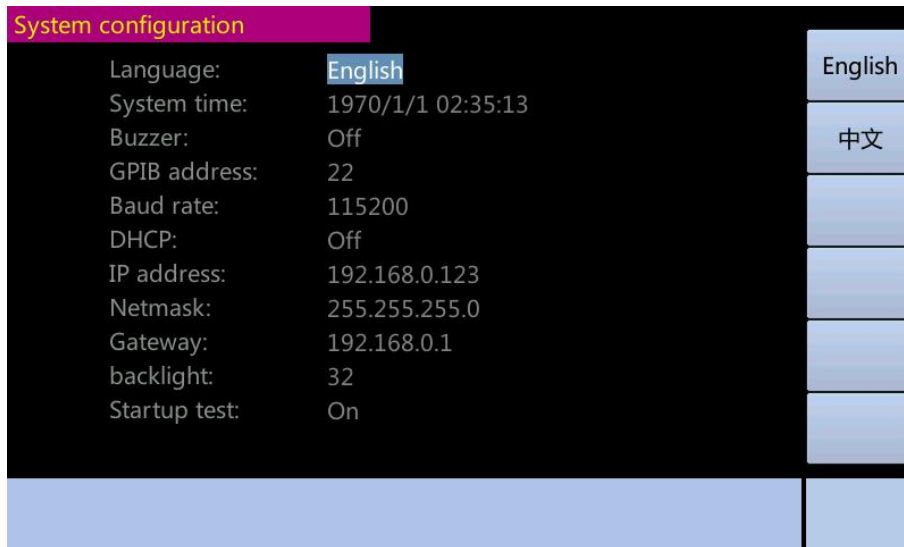 System configuration
Language: English
System time: 1970/1/1 02:35:13
Buzzer: Off
GPIB address: 22
Baud rate: 115200
DHCP: Off
IP address: 192.168.0.123
Netmask: 255.255.255.0
Gateway: 192.168.0.1
backlight: 32
Startup test: On
English
中文